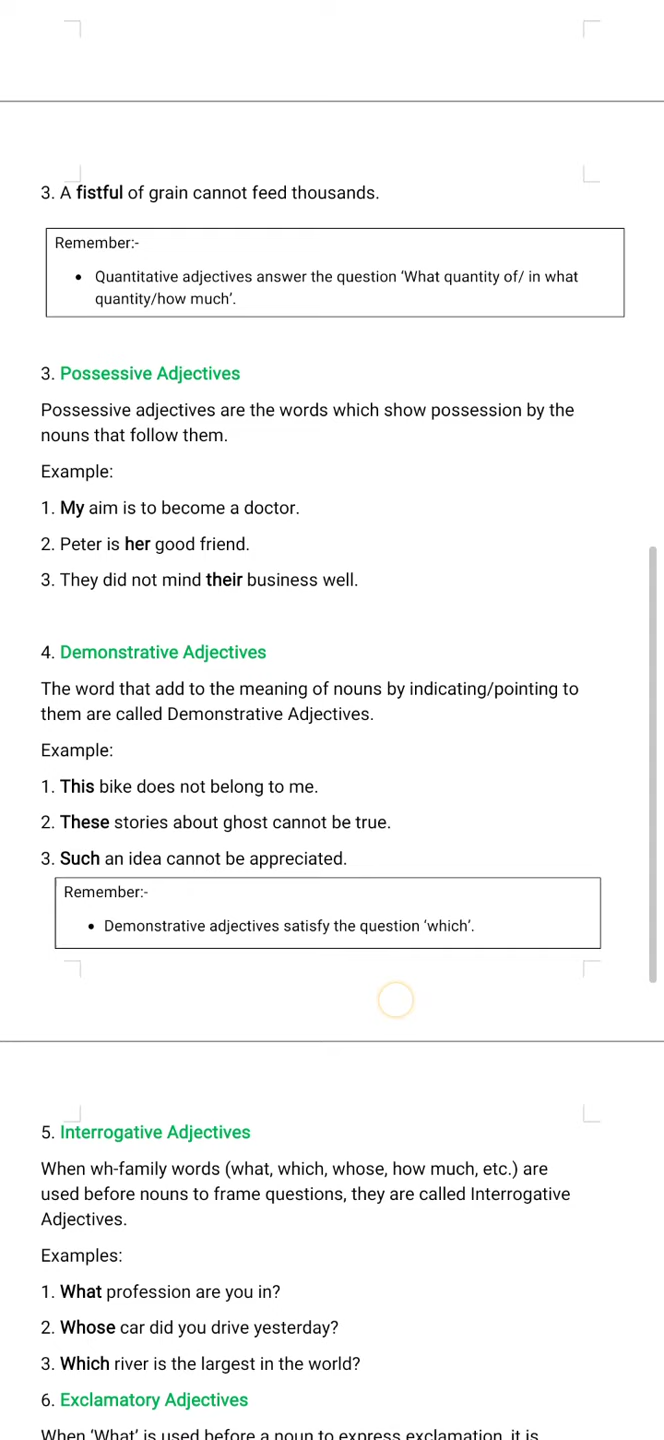 3. A fistful of grain cannot feed thousands.
Remember:-
• Quantitative adjectives answer the question ‘What quantity of/ in what
quantity/how much’.
3. Possessive Adjectives
Possessive adjectives are the words which show possession by the
nouns that follow them.
Example:
1. My aim is to become a doctor.
2. Peter is her good friend.
3. They did not mind their business well.
4. Demonstrative Adjectives
The word that add to the meaning of nouns by indicating/pointing to
them are called Demonstrative Adjectives.
Example:
1. This bike does not belong to me.
2. These stories about ghost cannot be true.
3. Such an idea cannot be appreciated.
Remember:-
• Demonstrative adjectives satisfy the question ‘which’.
5. Interrogative Adjectives
When wh-family words (what, which, whose, how much, etc.) are
used before nouns to frame questions, they are called Interrogative
Adjectives.
Examples:
1. What profession are you in?
2. Whose car did you drive yesterday?
3. Which river is the largest in the world?
6. Exclamatory Adjectives
When ‘What’ is used before a noun to express exclamation, it is